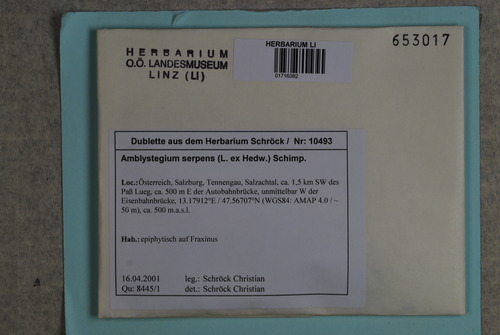 HERBARIUM
O.Ö. LANDESMUSEUM
LINZ (LI)
HERBARIUM LI
01716382
653017
Dublette aus dem Herbarium Schröck / Nr: 10493
Amblystegium serpens (L. ex Hedw.) Schimp.
Loc.:Österreich, Salzburg, Tennengau, Salzachtal, ca. 1,5 km SW des
Paß Lueg, ca. 500 m E der Autobahnbrücke, unmittelbar W der
Eisenbahnbrücke, 13.17912°E / 47.56707°N (WGS84: AMAP 4.0 / ~
50 m), ca. 500 m.a.s.l.
Hab.:epiphytisch auf Fraxinus
16.04.2001 leg.: Schröck Christian
Qu: 8445/1 det.: Schröck Christian